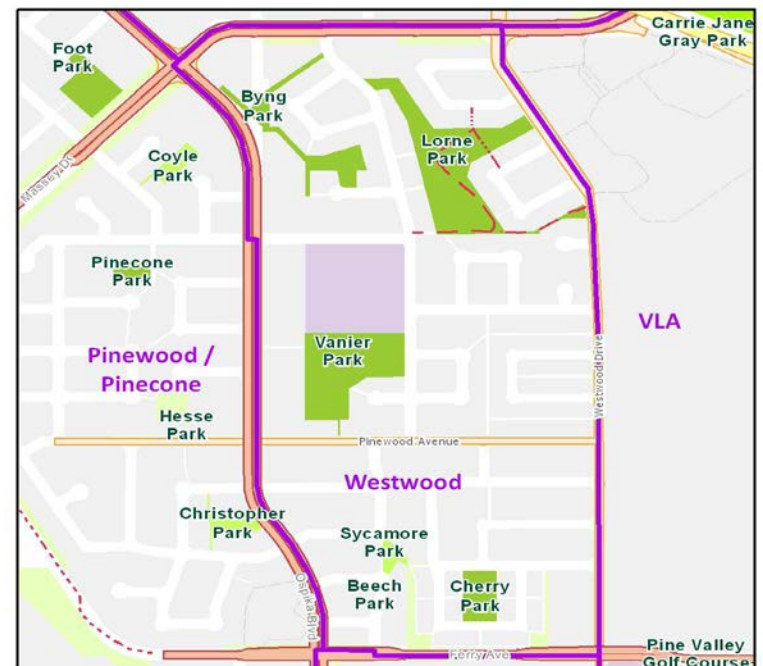 Carrie Jane
Gray Park
Foot
Park
Byng
Park
Lorne
Park
Coyle
Park
Massey Dr
Pinecone
Park
VLA
Vanier
Park
Pinewood /
Pinecone
Westwood Drive
Hesse
Park
Pinewood Avenue
Westwood
Christopher
Park
Sycamore
Park
Beech
Park
Cherry
Park
Ospika Blvd
Ferry Ave
Pine Valley
Golf Course